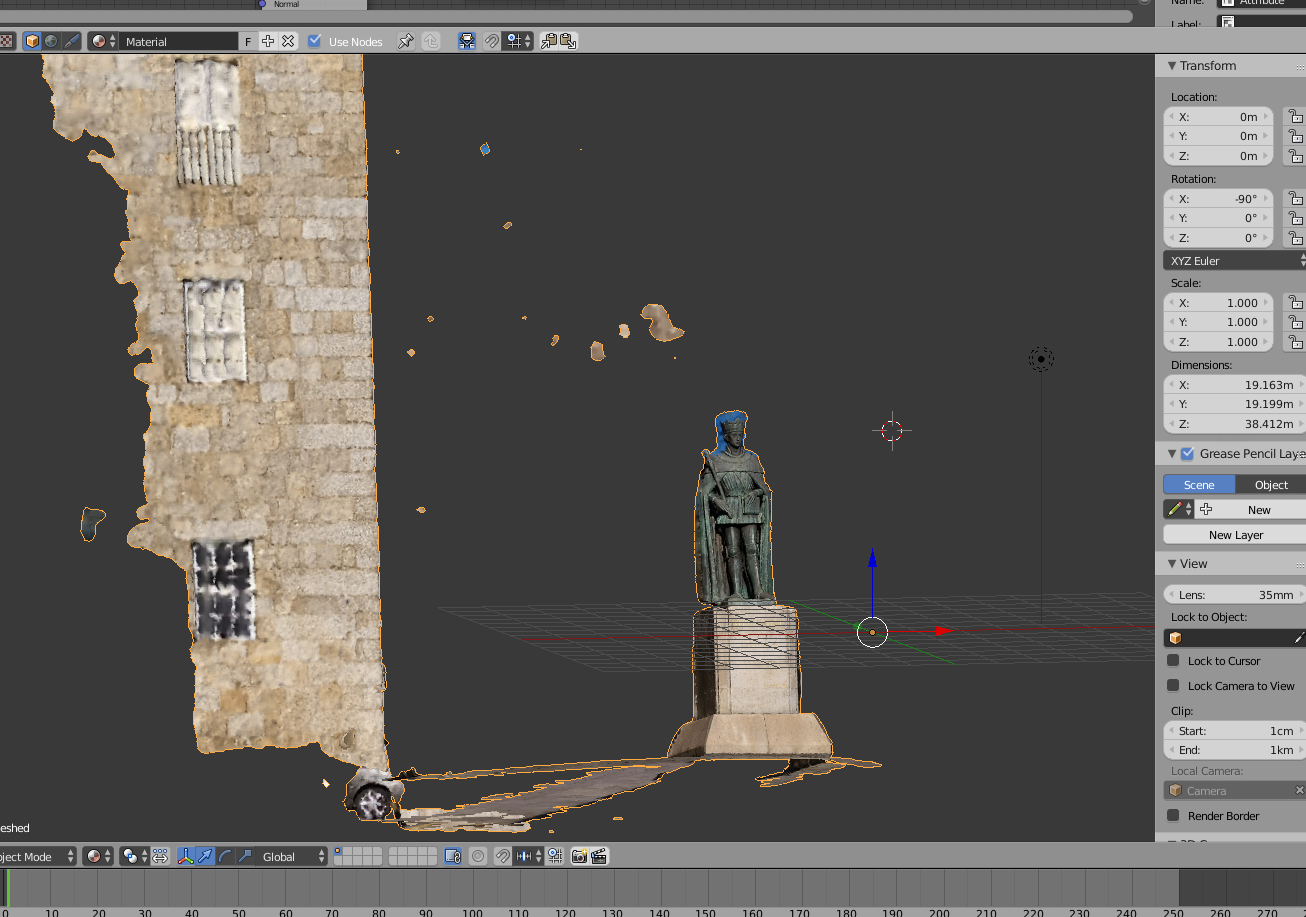 Normal
Name:
Attribute
Label:
Material
F
Use Nodes
Transform
Location:
X: 0m
Y: 0m
Z: 0m
Rotation:
X: -90°
Y: 0°
Z: 0°
XYZ Euler
Scale:
X: 1.000
Y: 1.000
Z: 1.000
Dimensions:
X: 19.163m
Y: 19.199m
Z: 38.412m
Grease Pencil Laye
Scene
Object
New
New Layer
View
Lens: 35mm
Lock to Object:
Lock to Cursor
Lock Camera to View
Clip:
Start: 1cm
End: 1km
Local Camera:
Camera
Render Border
eshed
ject Mode
Global
0 10 20 30 40 50 60 70 80 90 100 110 120 130 140 150 160 170 180 190 200 210 220 230 240 250 260 270